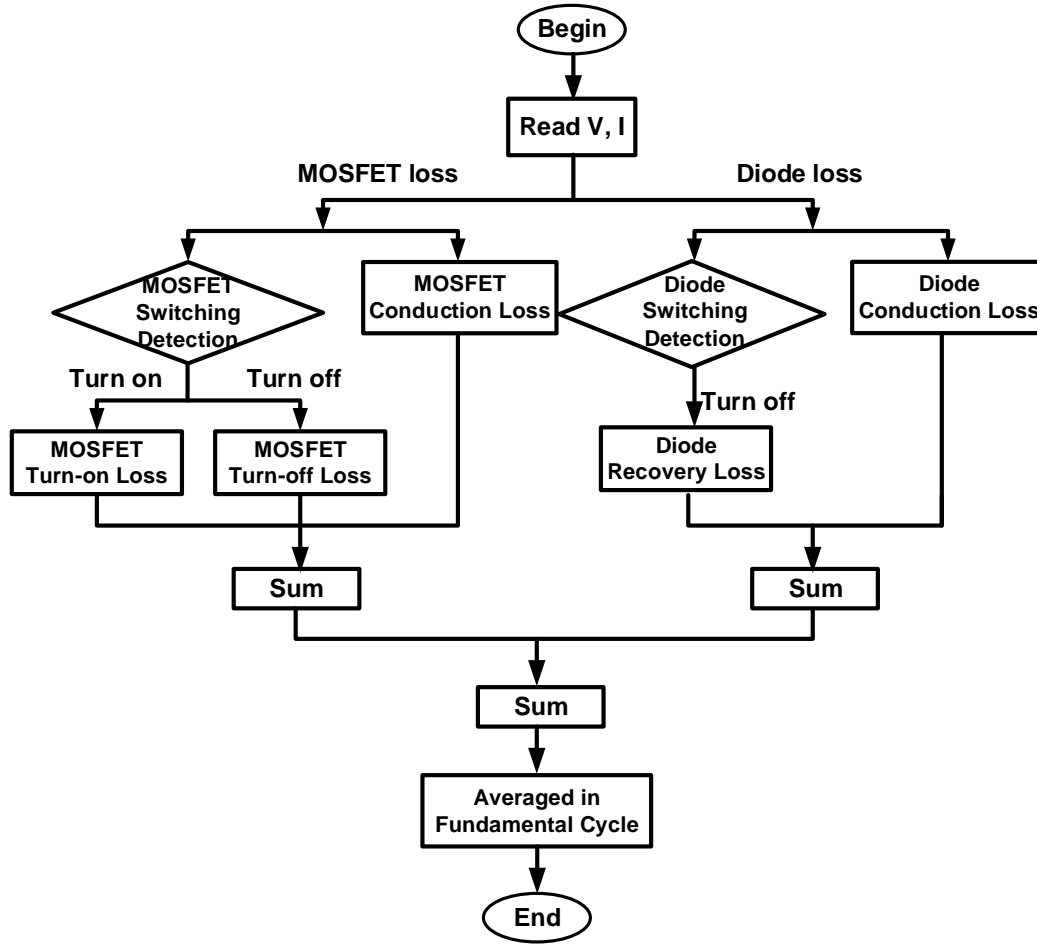 Begin
Read V, I
MOSFET loss
Diode loss
MOSFET
Switching
Detection
MOSFET
Conduction Loss
Diode
Switching
Detection
Diode
Conduction Loss
Turn on
Turn off
Turn off
MOSFET
Turn-on Loss
MOSFET
Turn-off Loss
Diode
Recovery Loss
Sum
Sum
Sum
Averaged in
Fundamental Cycle
End